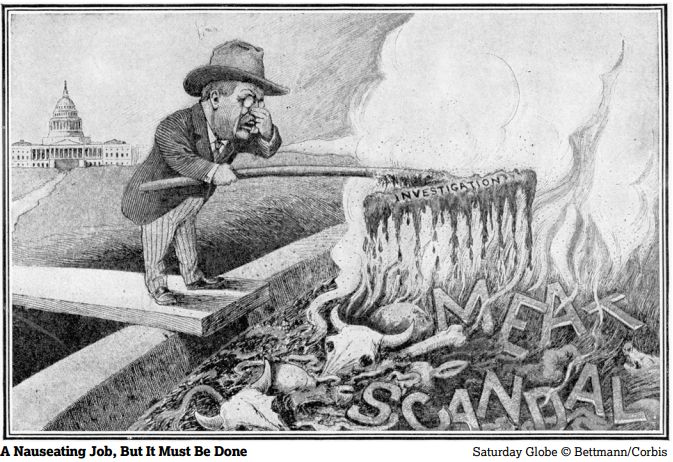 INVESTIGATION
MEAT
SCANDAL
A Nauseating Job, But It Must Be Done
Saturday Globe © Bettmann/Corbis